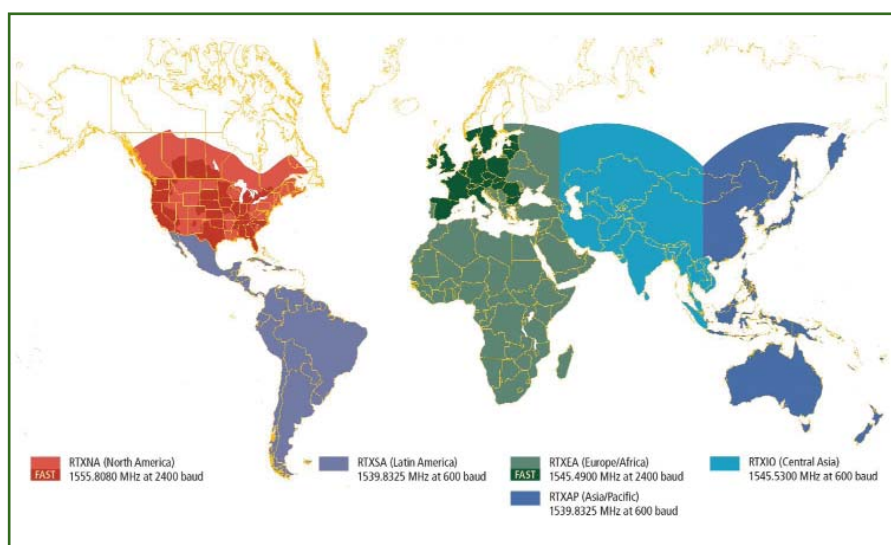 RTXNA (North America)
FAST
1555.8080 MHz at 2400 baud
RTXSA (Latin America)
1539.8325 MHz at 600 baud
RTXEA (Europe/Africa)
FAST
1545.4900 MHz at 2400 baud
RTXIO (Central Asia)
1545.5300 MHz at 600 baud
RTXAP (Asia/Pacific)
1539.8325 MHz at 600 baud